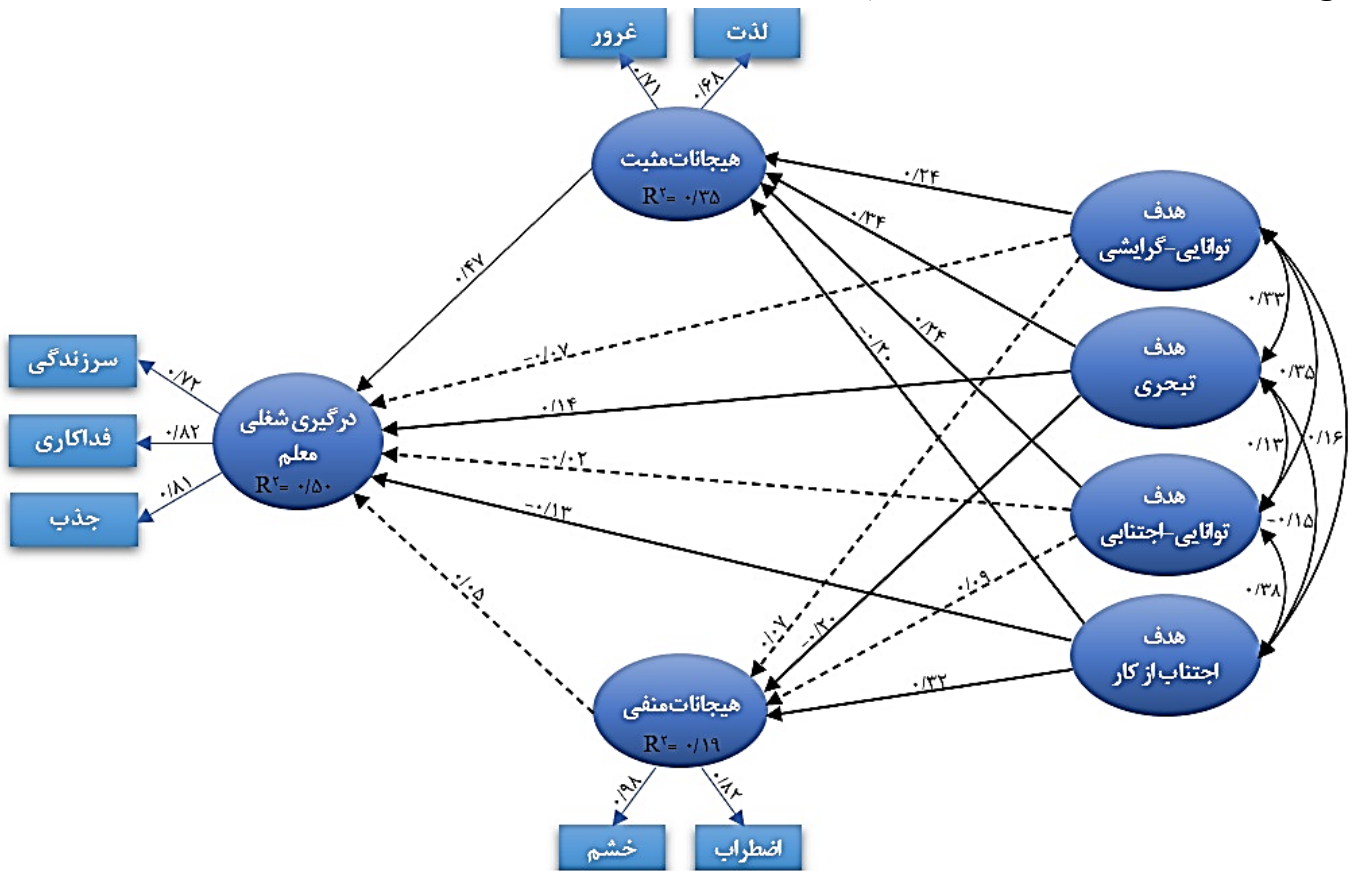 غرور
لذت
۰/۷۱
۰/۶۸
هیجانات مثبت
R۲= ۰/۳۵
۰/۲۴
۰/۳۴
۰/۲۴
-۰/۲۰
هدف
توانایی-گرایشی
هدف
تبحری
هدف
توانایی-اجتنابی
هدف
اجتناب از کار
۰/۳۳
۰/۳۵
۰/۱۶
۰/۱۳
-۰/۱۵
۰/۳۸
۰/۴۷
-۰/۰۷
۰/۱۴
-۰/۰۲
-۰/۱۳
۰/۰۵
سرزندگی
فداکاری
جذب
۰/۷۲
۰/۸۲
۰/۸۱
درگیری شغلی
معلم
R۲= ۰/۵۰
۰/۰۷
-۰/۲۰
۰/۰۹
۰/۳۲
هیجانات منفی
R۲= ۰/۱۹
۰/۹۸
۰/۸۲
خشم
اضطراب